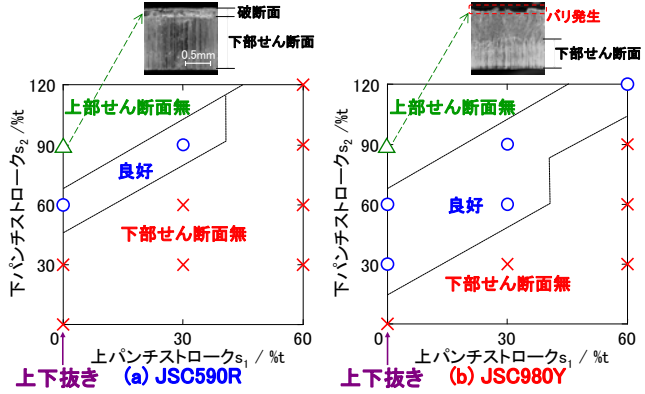 破断面
下部せん断面
0.5mm
120
90
60
30
0
30
60
下パンチストロークs2 /%t
上部せん断面無
良好
下部せん断面無
上パンチストロークs1 / %t
上下抜き
(a) JSC590R
バリ発生
下部せん断面
120
90
60
30
0
30
60
下パンチストロークs2 /%t
上部せん断面無
良好
下部せん断面無
上パンチストロークs1 / %t
上下抜き
(b) JSC980Y